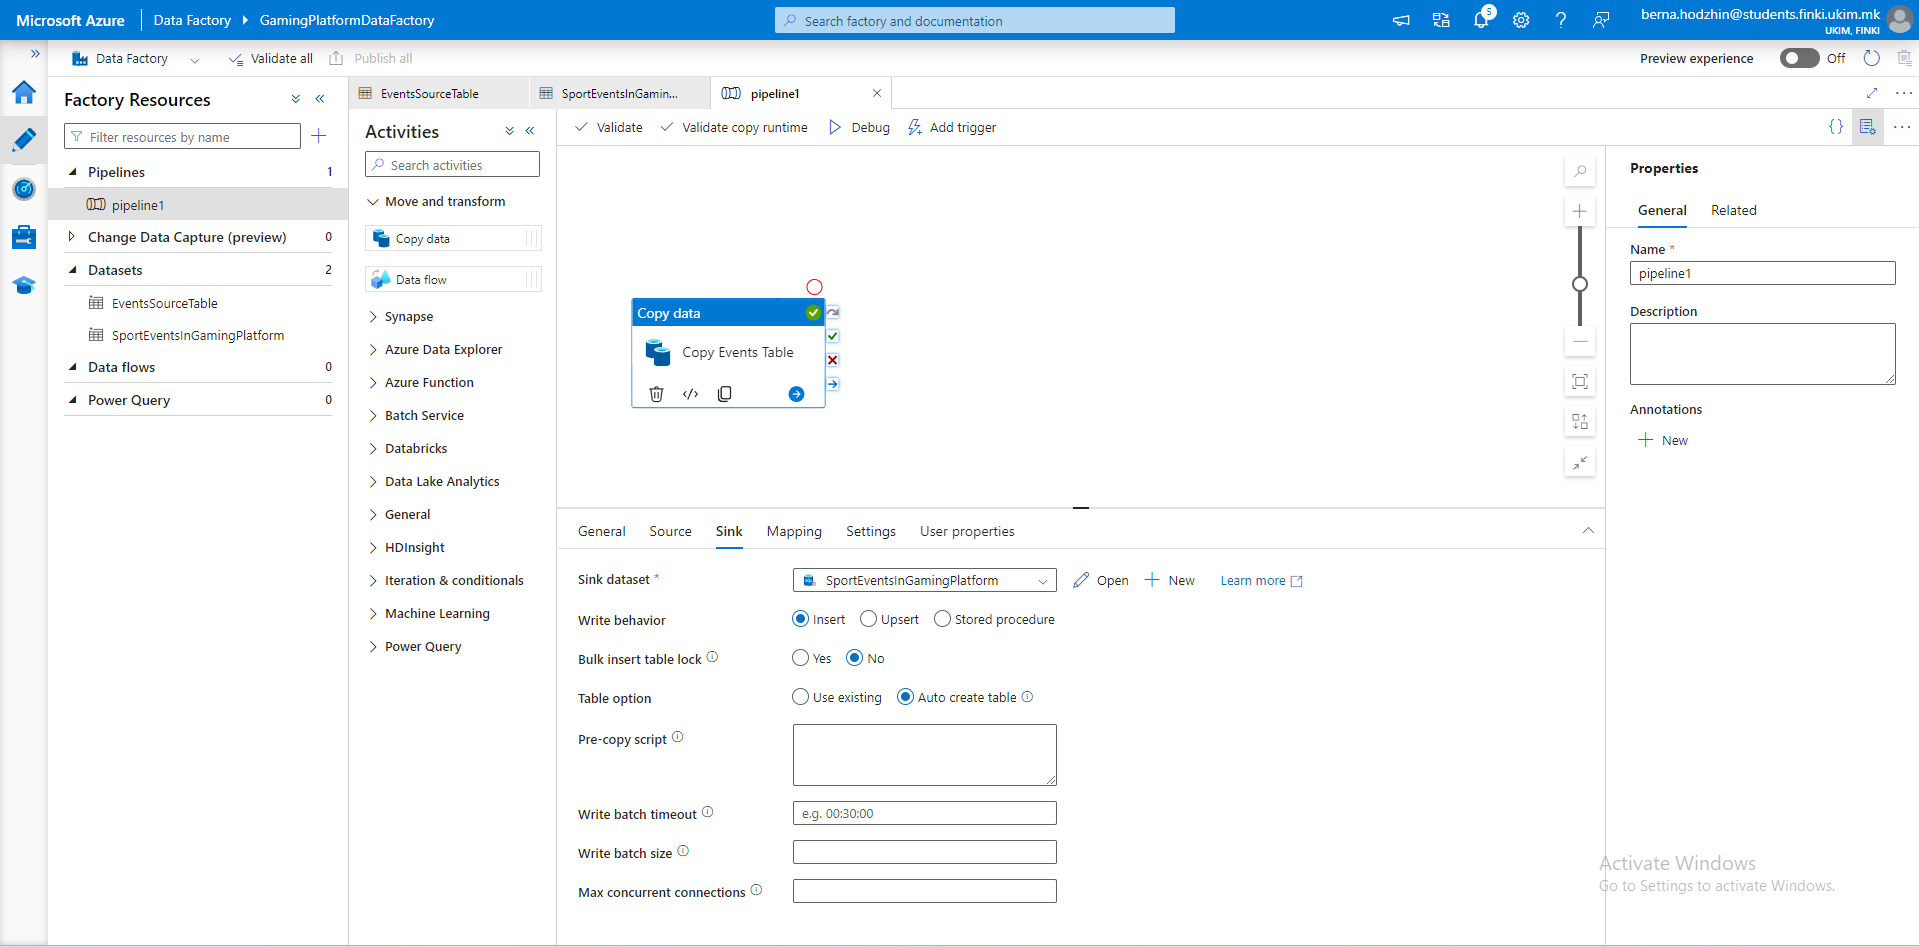 Microsoft Azure
Data Factory
GamingPlatformDataFactory
Search factory and documentation
5
berna.hodzhin@students.finki.ukim.mk
UKIM, FINKI
Data Factory
Validate all
Publish all
Preview experience
Off
Factory Resources
Filter resources by name
Pipelines
1
pipeline1
Change Data Capture (preview)
0
Datasets
2
EventsSourceTable
SportEventsInGamingPlatform
Data flows
0
Power Query
0
EventsSourceTable
SportEventsInGamin...
pipeline1
Activities
Search activities
Move and transform
Copy data
Data flow
Synapse
Azure Data Explorer
Azure Function
Batch Service
Databricks
Data Lake Analytics
General
HDInsight
Iteration & conditionals
Machine Learning
Power Query
Validate
Validate copy runtime
Debug
Add trigger
{}
Copy data
Copy Events Table
</>
General
Source
Sink
Mapping
Settings
User properties
Sink dataset *
SportEventsInGamingPlatform
Open
New
Learn more
Write behavior
Insert
Upsert
Stored procedure
Bulk insert table lock
Yes
No
Table option
Use existing
Auto create table
Pre-copy script
Write batch timeout
e.g. 00:30:00
Write batch size
Max concurrent connections
Properties
General
Related
Name *
pipeline1
Description
Annotations
New
Activate Windows
Go to Settings to activate Windows.